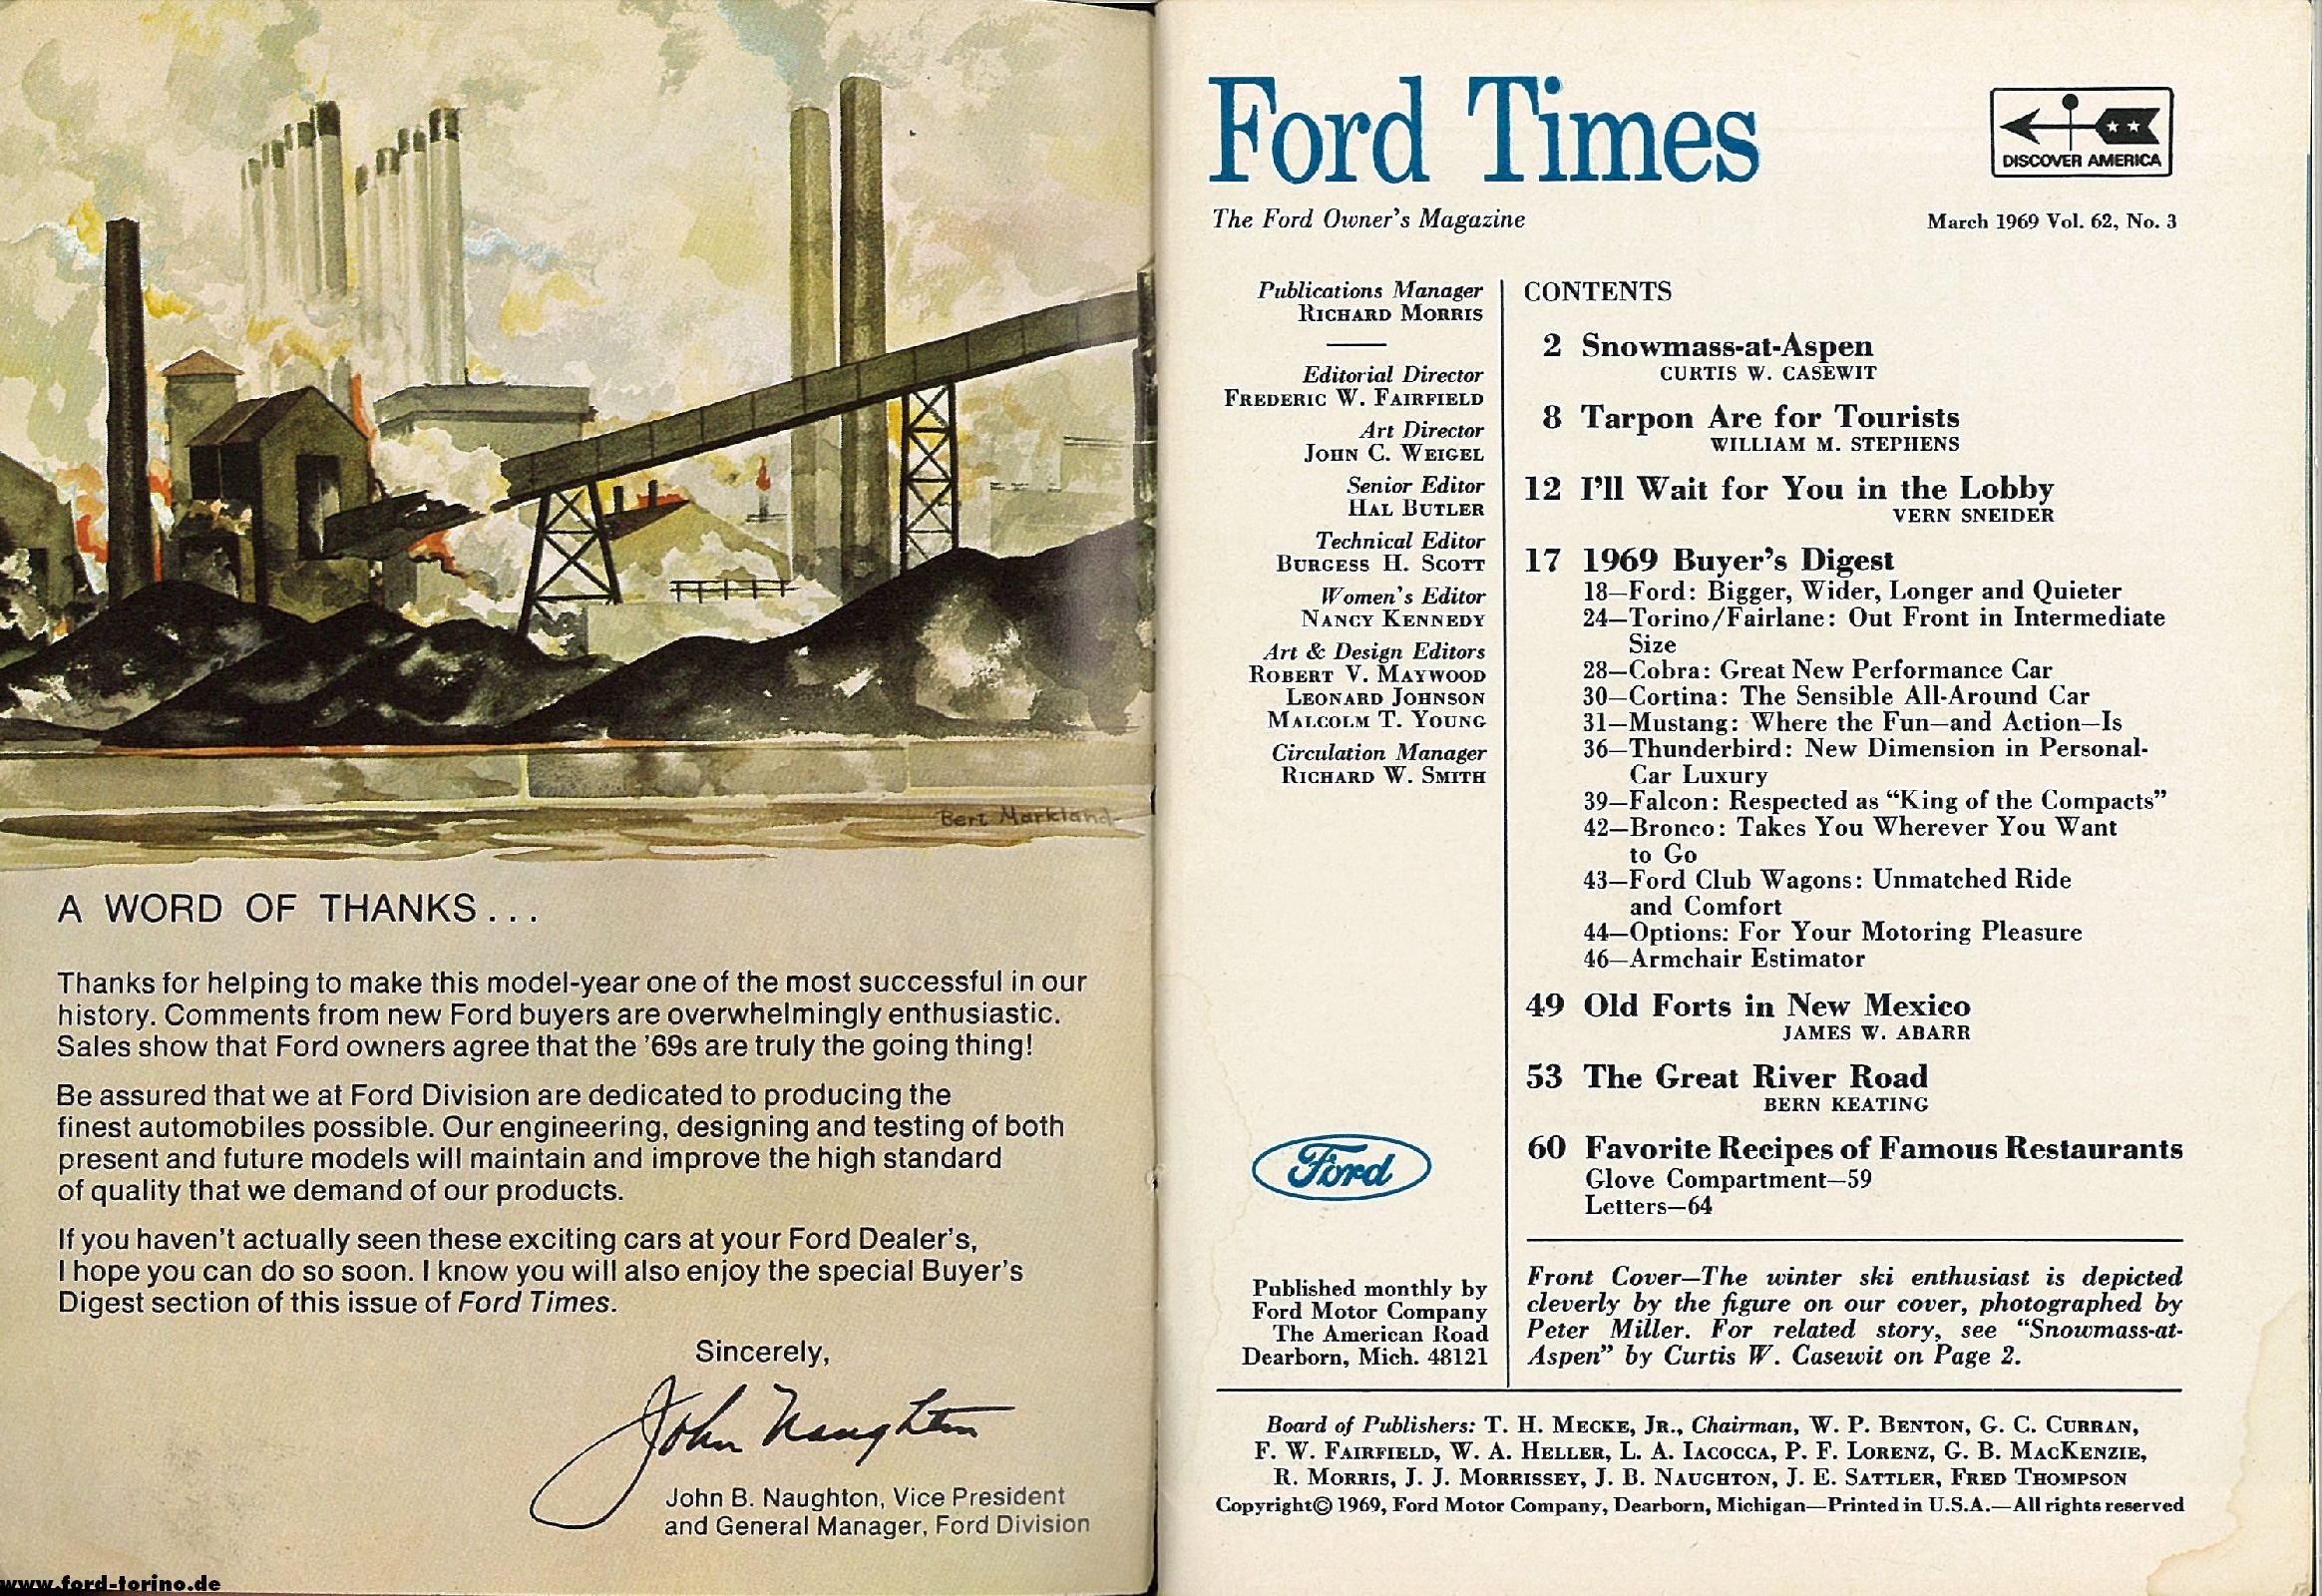 Bert Markland
A WORD OF THANKS...
Thanks for helping to make this model-year one of the most successful in our
history. Comments from new Ford buyers are overwhelmingly enthusiastic.
Sales show that Ford owners agree that the '69s are truly the going thing!
Be assured that we at Ford Division are dedicated to producing the
finest automobiles possible. Our engineering, designing and testing of both
present and future models will maintain and improve the high standard
of quality that we demand of our products.
If you haven't actually seen these exciting cars at your Ford Dealer's,
I hope you can do so soon. I know you will also enjoy the special Buyer's
Digest section of this issue of Ford Times.
Sincerely,
John Naughton
John B. Naughton, Vice President
and General Manager, Ford Division
www.ford-torino.de
Ford Times
DISCOVER AMERICA
The Ford Owner's Magazine
March 1969 Vol. 62, No. 3
Publications Manager
RICHARD MORRIS
Editorial Director
FREDERIC W. FAIRFIELD
Art Director
JOHN C. WEIGEL
Senior Editor
HAL BUTLER
Technical Editor
BURGESS H. SCOTT
Women's Editor
NANCY KENNEDY
Art & Design Editors
ROBERT V. MAYWOOD
LEONARD JOHNSON
MALCOLM T. YOUNG
Circulation Manager
RICHARD W. SMITH
Ford
Published monthly by
Ford Motor Company
The American Road
Dearborn, Mich. 48121
CONTENTS
2 Snowmass-at-Aspen
CURTIS W. CASEWIT
8 Tarpon Are for Tourists
WILLIAM M. STEPHENS
12 I'll Wait for You in the Lobby
VERN SNEIDER
17 1969 Buyer's Digest
18—Ford: Bigger, Wider, Longer and Quieter
24—Torino/Fairlane: Out Front in Intermediate
Size
28—Cobra: Great New Performance Car
30—Cortina: The Sensible All-Around Car
31—Mustang: Where the Fun—and Action—Is
36—Thunderbird: New Dimension in Personal-
Car Luxury
39—Falcon: Respected as “King of the Compacts”
42—Bronco: Takes You Wherever You Want
to Go
43—Ford Club Wagons: Unmatched Ride
and Comfort
44—Options: For Your Motoring Pleasure
46—Armchair Estimator
49 Old Forts in New Mexico
JAMES W. ABARR
53 The Great River Road
BERN KEATING
60 Favorite Recipes of Famous Restaurants
Glove Compartment—59
Letters—64
Front Cover—The winter ski enthusiast is depicted
cleverly by the figure on our cover, photographed by
Peter Miller. For related story, see “Snowmass-at-
Aspen” by Curtis W. Casewit on Page 2.
Board of Publishers: T. H. MECKE, JR., Chairman, W. P. BENTON, G. C. CURRAN,
F. W. FAIRFIELD, W. A. HELLER, L. A. IACOCCA, P. F. LORENZ, G. B. MACKENZIE,
R. MORRIS, J. J. MORRISSEY, J. B. NAUGHTON, J. E. SATTLER, FRED THOMPSON
Copyright© 1969, Ford Motor Company, Dearborn, Michigan—Printed in U.S.A.—All rights reserved